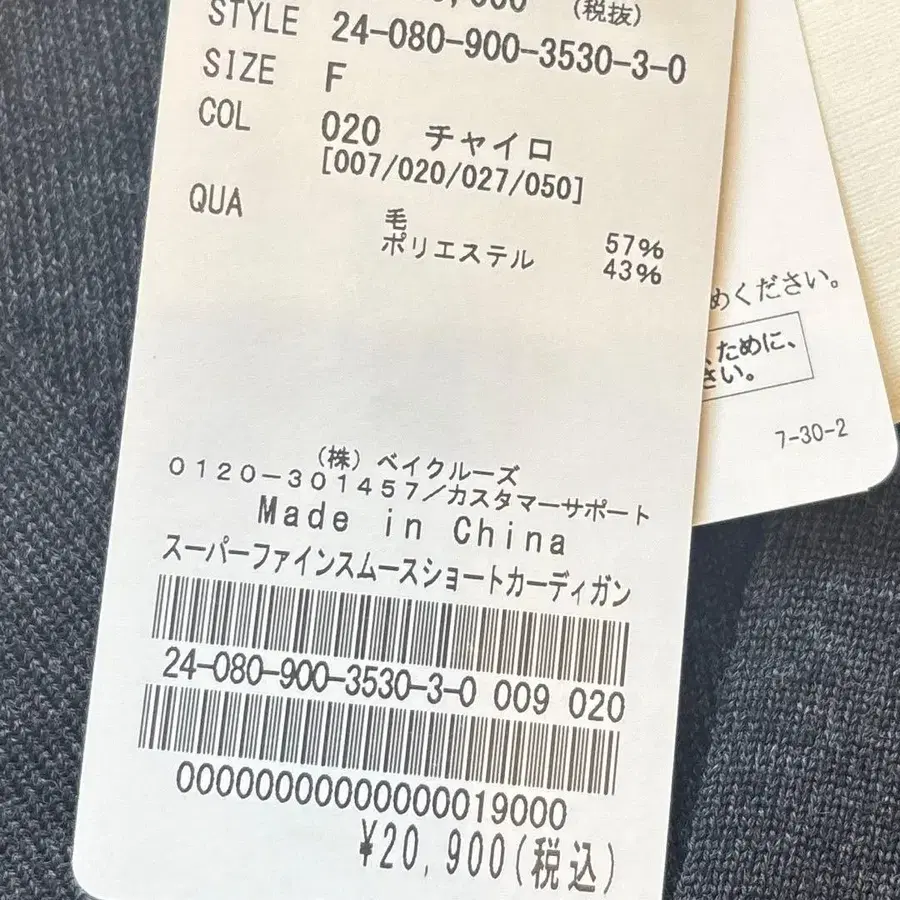 (税抜)
STYLE 24-080-900-3530-3-0
SIZE F
COL 020 チャイロ
[007/020/027/050]
QUA
毛 57%
ポリエステル 43%
(株) ベイクルーズ
0120-301457/カスタマーサポート
Made in China
スーパーファインスムースショートカーディガン
24-080-900-3530-3-0 009 020
0000000000000019000
¥20,900(税込)
めください。
ために、
さい。
7-30-2